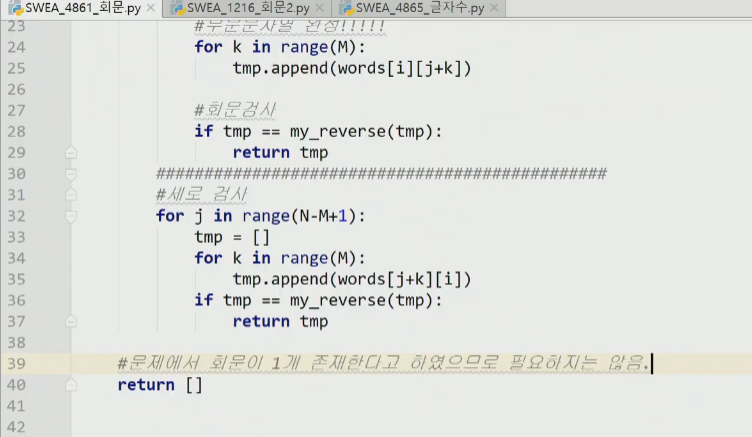 SWEA_4861_회문.py × SWEA_1216_회문2.py × SWEA_4865_글자수.py ×
23 #부분문자열 완성!!!!!
24 for k in range(M):
25 tmp.append(words[i][j+k])
26
27 #회문검사
28 if tmp == my_reverse(tmp):
29 return tmp
30 ###############################################
31 #세로 검사
32 for j in range(N-M+1):
33 tmp = []
34 for k in range(M):
35 tmp.append(words[j+k][i])
36 if tmp == my_reverse(tmp):
37 return tmp
38
39 #문제에서 회문이 1개 존재한다고 하였으므로 필요하지는 않음.
40 return []
41
42